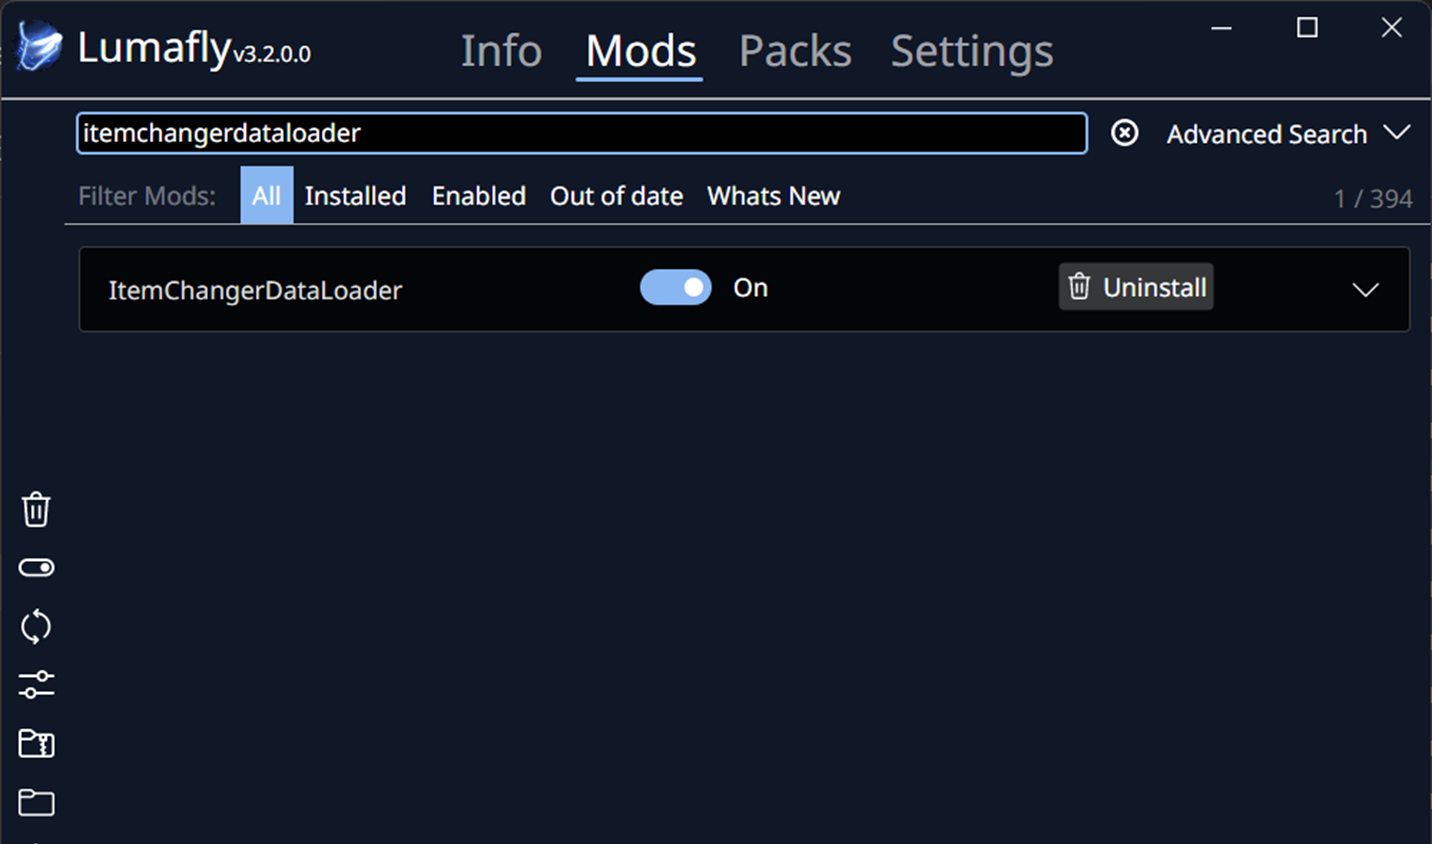 Lumafly v3.2.0.0 Info Mods Packs Settings
itemchangerdataloader Advanced Search
Filter Mods: All Installed Enabled Out of date Whats New 1 / 394
ItemChangerDataLoader On Uninstall